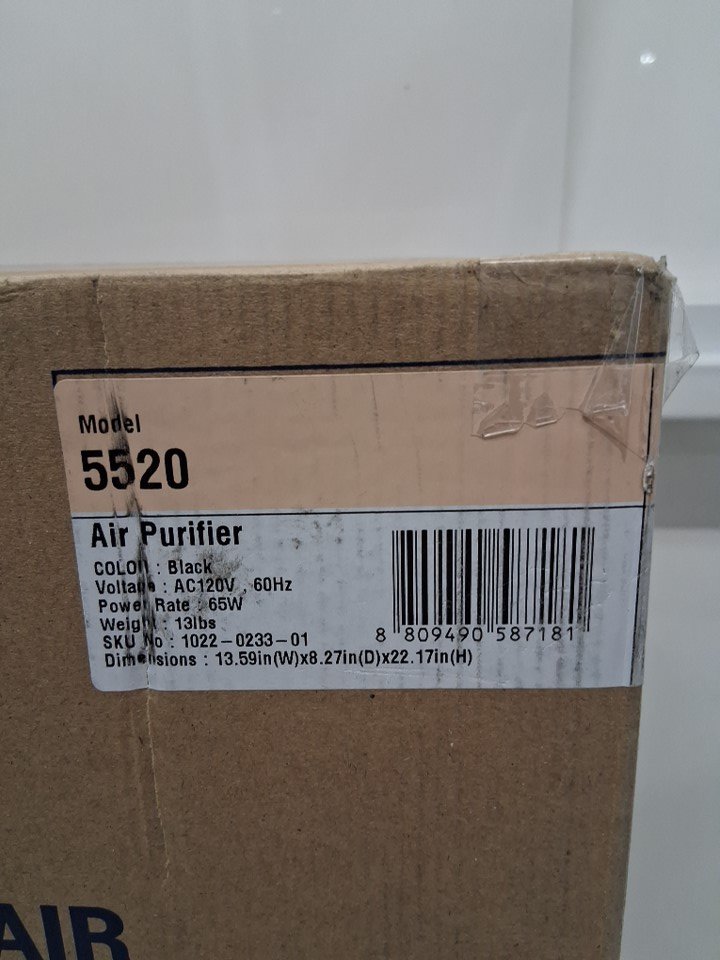 Model
5520
Air Purifier
COLOR : Black
Voltage : AC120V , 60Hz
Power Rate : 65W
Weight : 13lbs
SKU No : 1022-0233-01
Dimensions : 13.59in(W)x8.27in(D)x22.17in(H)
8 809490 587181
AIR